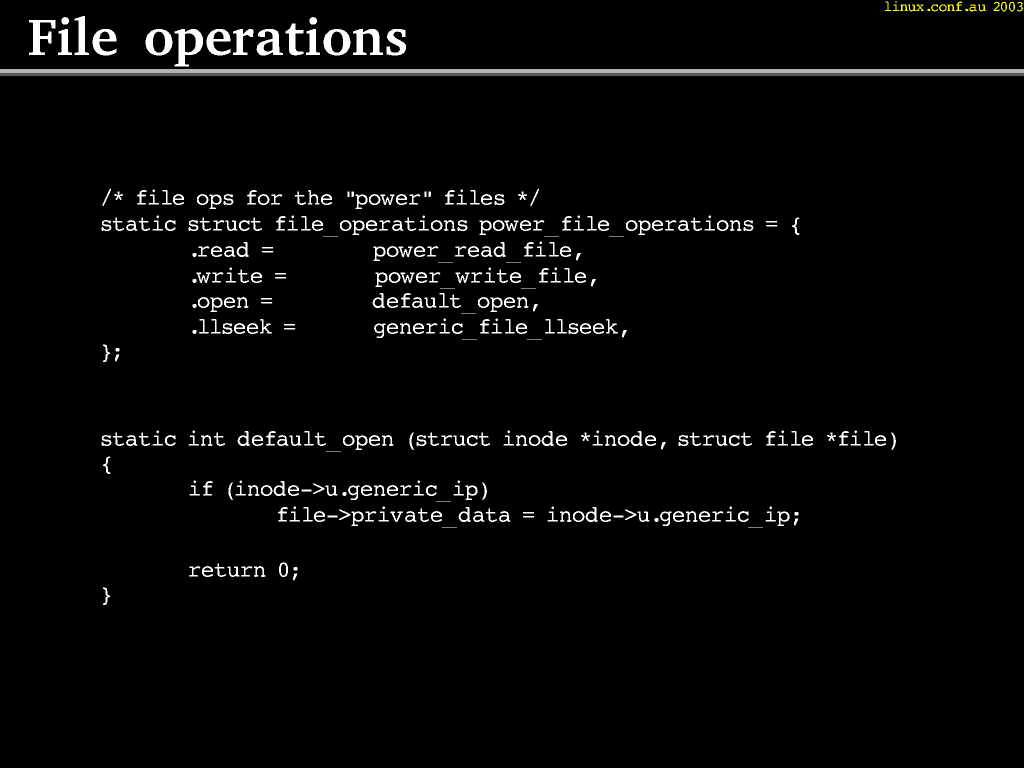 linux.conf.au 2003
File operations
/* file ops for the "power" files */
static struct file_operations power_file_operations = {
.read = power_read_file,
.write = power_write_file,
.open = default_open,
.llseek = generic_file_llseek,
};
static int default_open (struct inode *inode, struct file *file)
{
if (inode->u.generic_ip)
file->private_data = inode->u.generic_ip;
return 0;
}